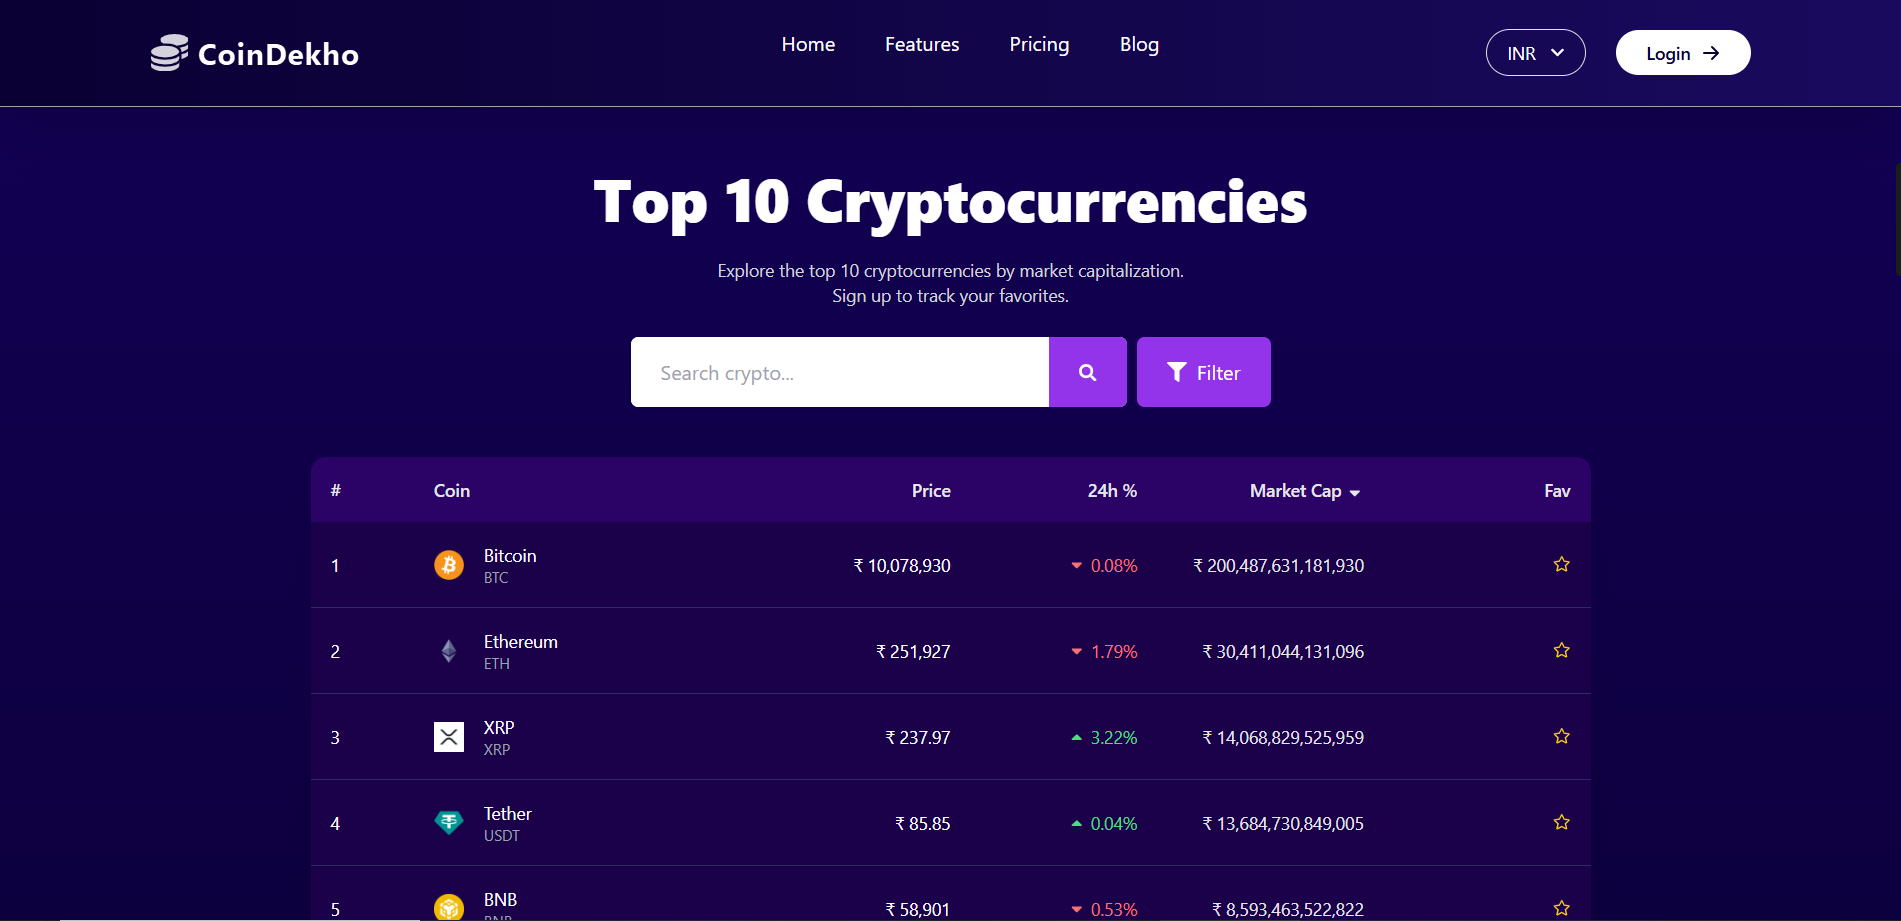 CoinDekho
Home Features Pricing Blog
INR
Login
Top 10 Cryptocurrencies
Explore the top 10 cryptocurrencies by market capitalization.
Sign up to track your favorites.
Search crypto...
Filter
# Coin Price 24h % Market Cap Fav
1 Bitcoin ₹ 10,078,930 0.08% ₹ 200,487,631,181,930
BTC
2 Ethereum ₹ 251,927 1.79% ₹ 30,411,044,131,096
ETH
3 XRP ₹ 237.97 3.22% ₹ 14,068,829,525,959
XRP
4 Tether ₹ 85.85 0.04% ₹ 13,684,730,849,005
USDT
5 BNB ₹ 58,901 0.53% ₹ 8,593,463,522,822
BNB